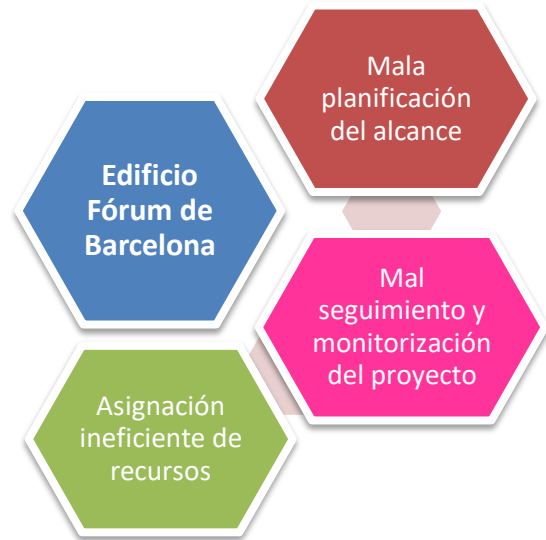 Mala
planificación
del alcance
Edificio
Fórum de
Barcelona
Mal
seguimiento y
monitorización
del proyecto
Asignación
ineficiente de
recursos